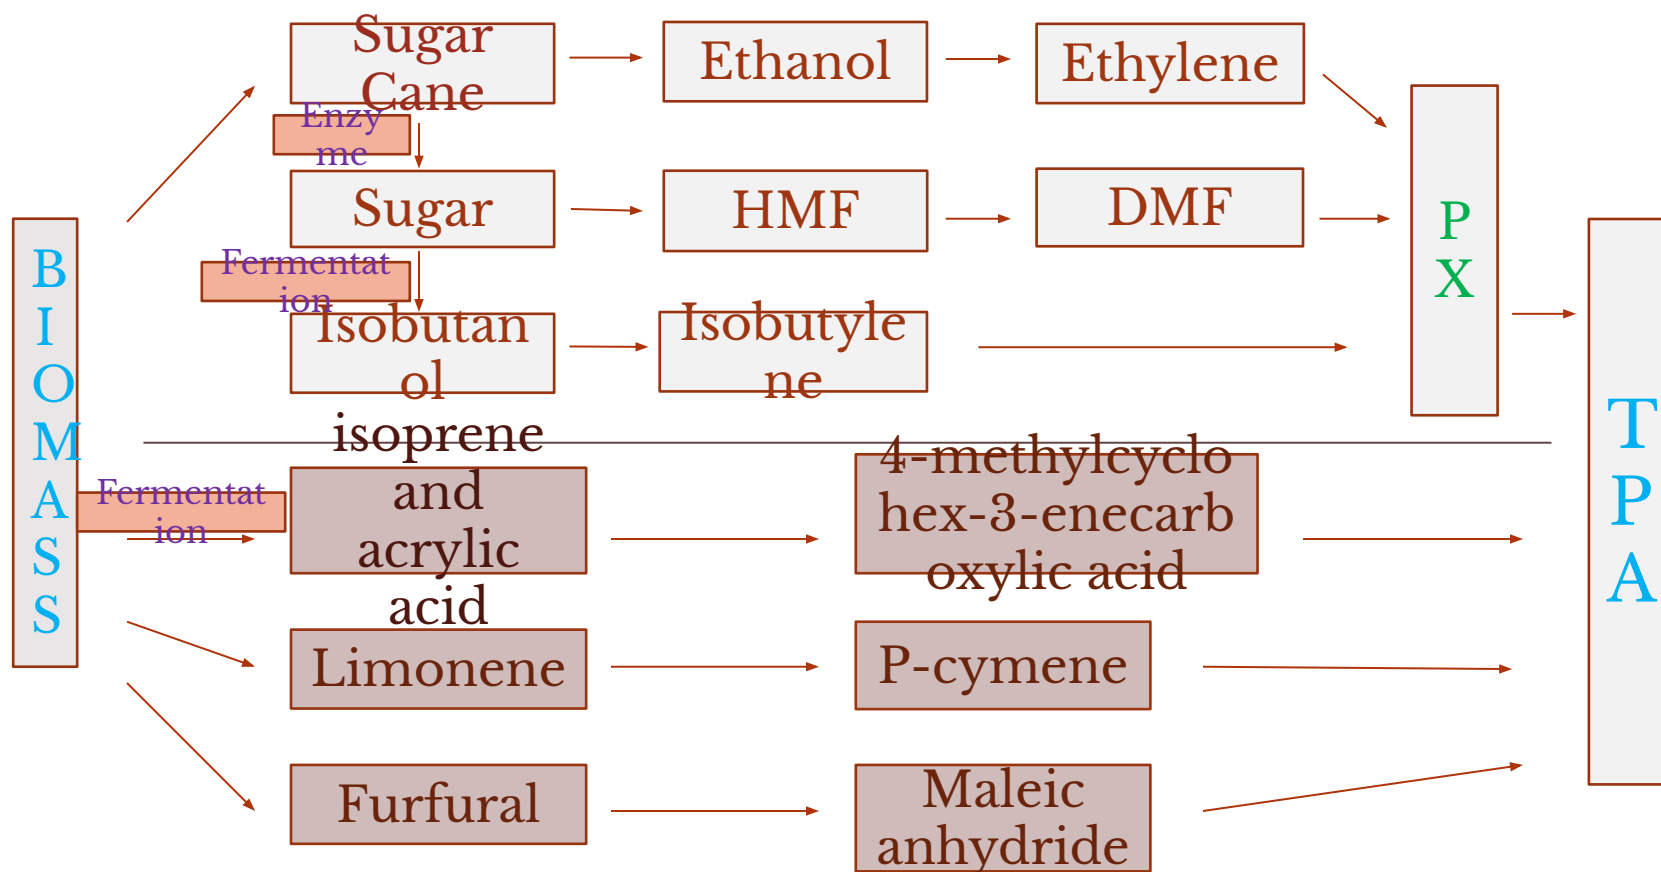 Sugar
Cane
Ethanol
Ethylene
Enzy
me
Sugar
HMF
DMF
P
X
Fermentat
ion
Isobutan
ol
Isobutyle
ne
B
I
O
M
A
S
S
T
P
A
isoprene
and
acrylic
acid
4-methylcyclo
hex-3-enecarb
oxylic acid
Fermentat
ion
Limonene
P-cymene
Furfural
Maleic
anhydride